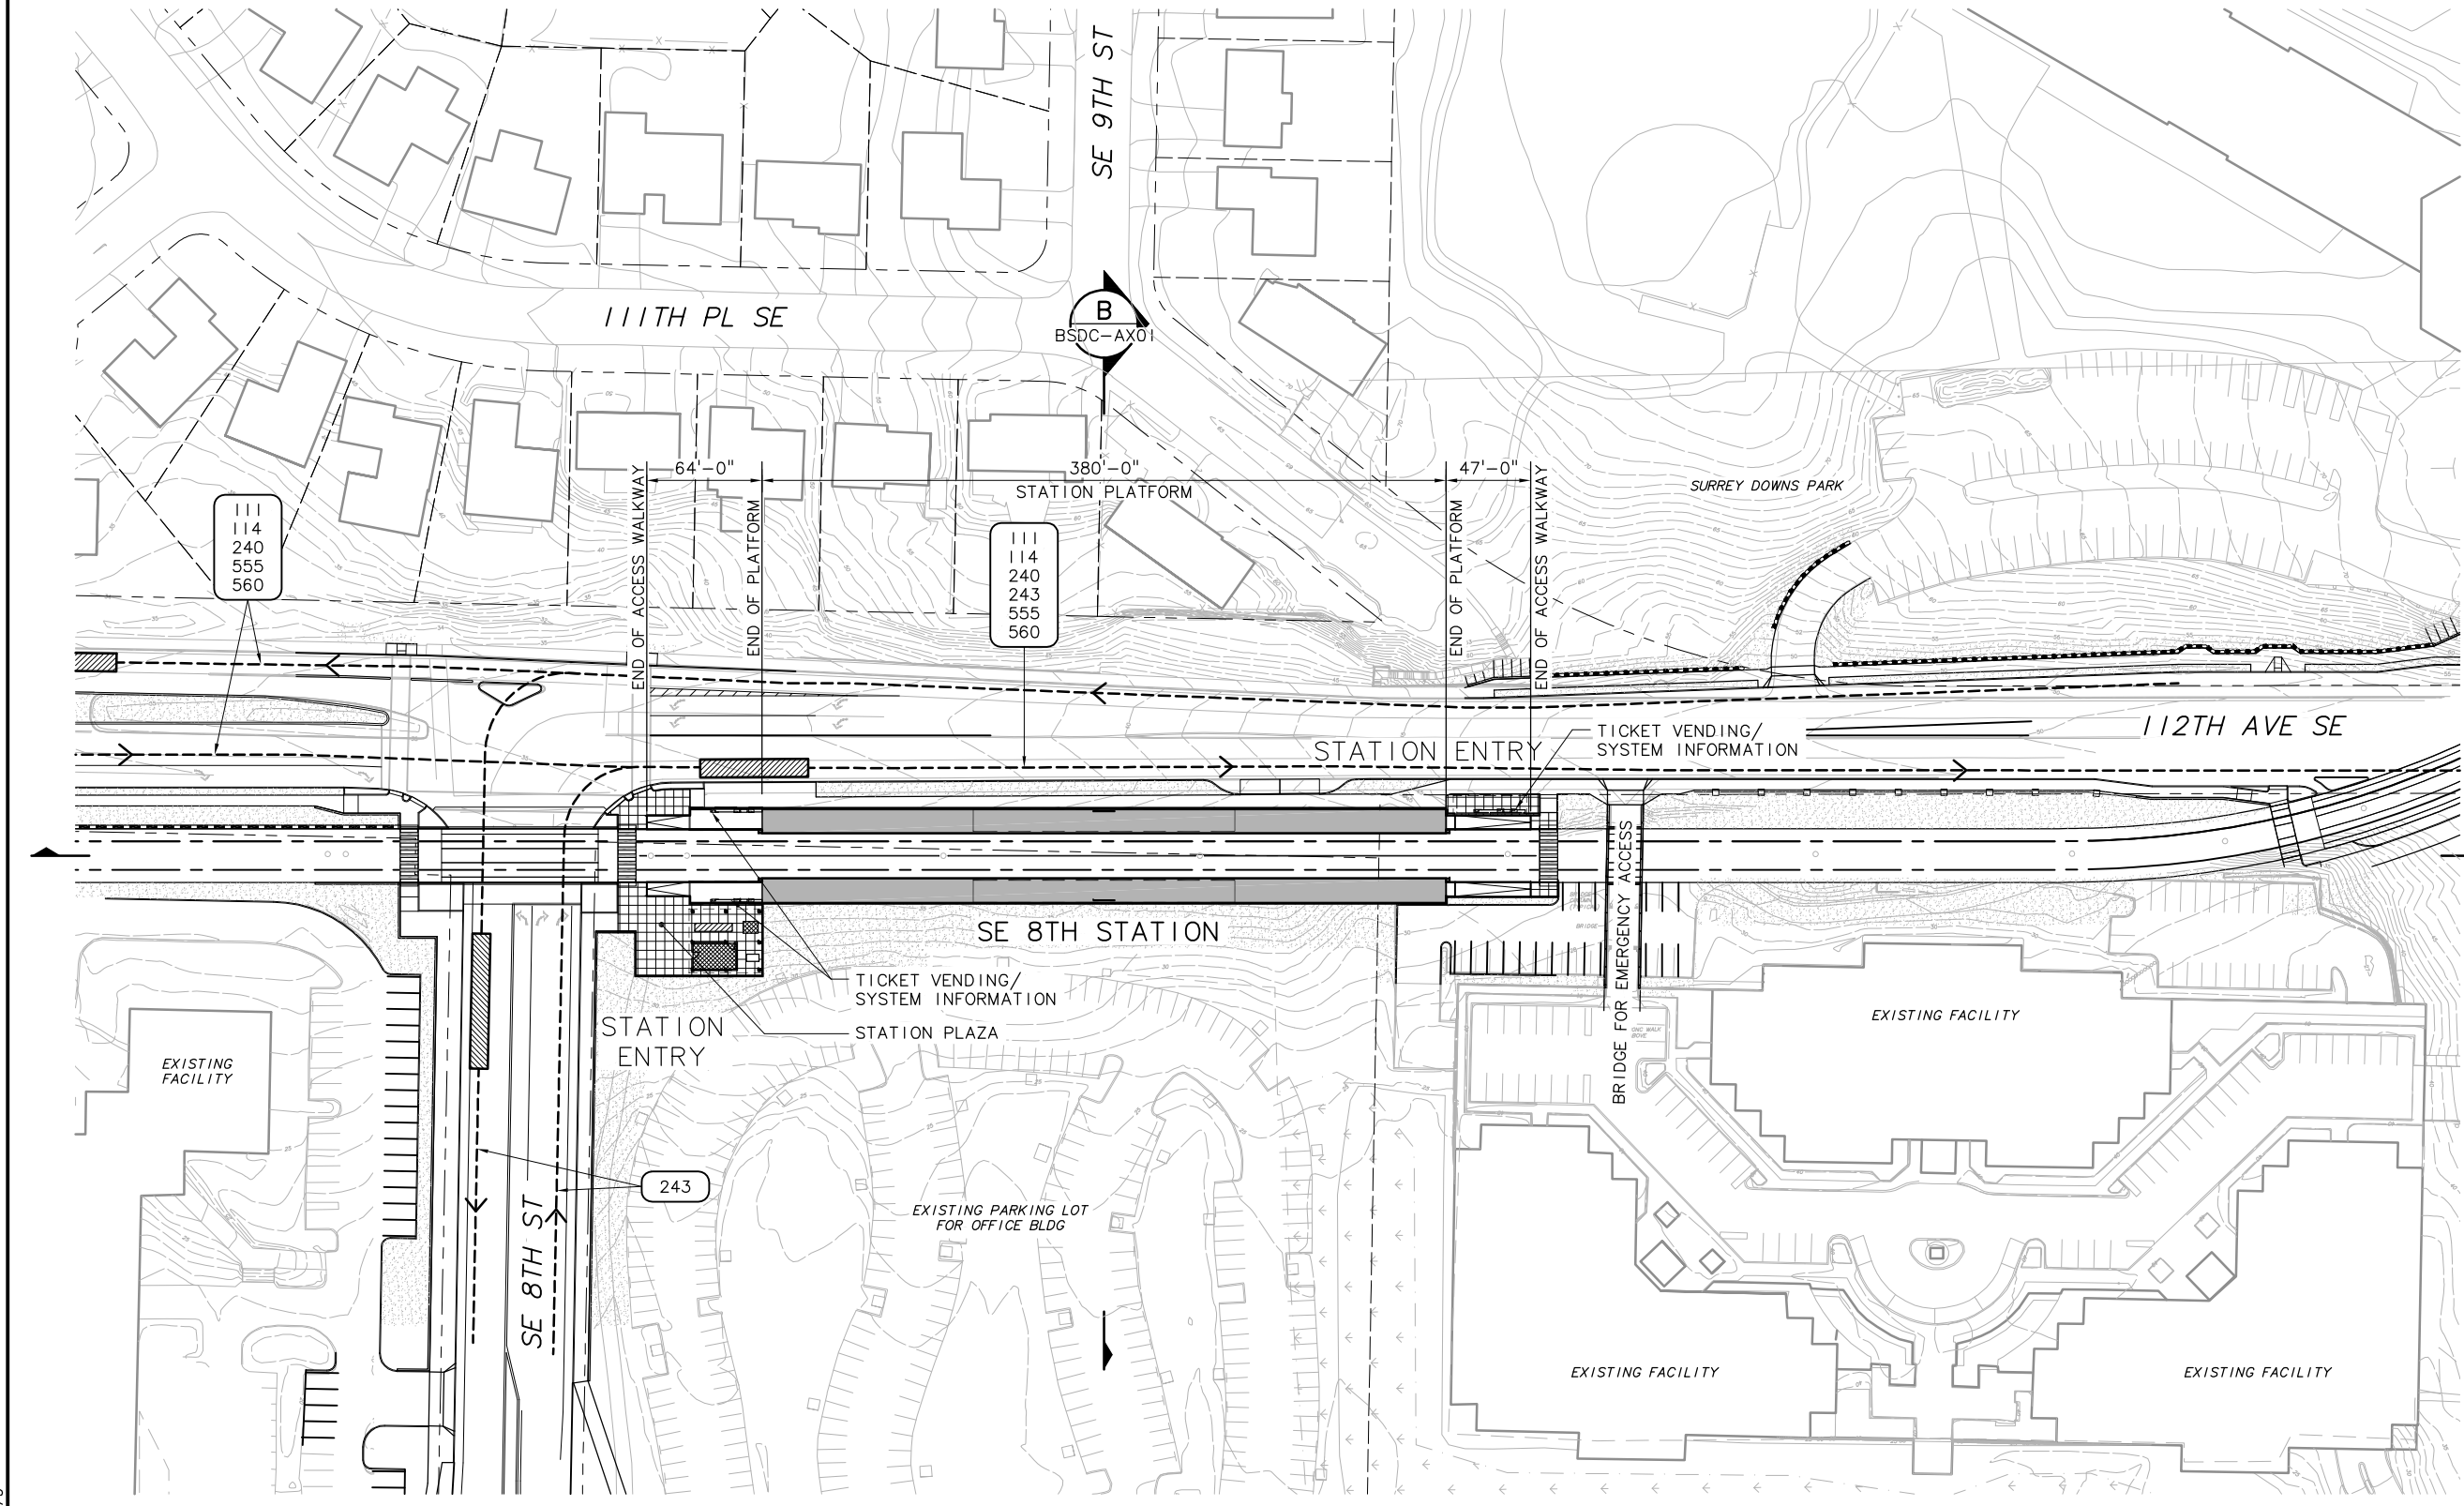 SE 9TH ST
111TH PL SE
B
BSDC-AX01
64'-0"
380'-0"
47'-0"
STATION PLATFORM
END OF ACCESS WALKWAY
END OF PLATFORM
END OF PLATFORM
END OF ACCESS WALKWAY
SURREY DOWNS PARK
111
114
240
555
560
111
114
240
243
555
560
112TH AVE SE
STATION ENTRY
TICKET VENDING/
SYSTEM INFORMATION
BRIDGE FOR EMERGENCY ACCESS
SE 8TH STATION
TICKET VENDING/
SYSTEM INFORMATION
STATION PLAZA
STATION
ENTRY
EXISTING
FACILITY
EXISTING FACILITY
243
SE 8TH ST
EXISTING PARKING LOT
FOR OFFICE BLDG
EXISTING FACILITY
EXISTING FACILITY